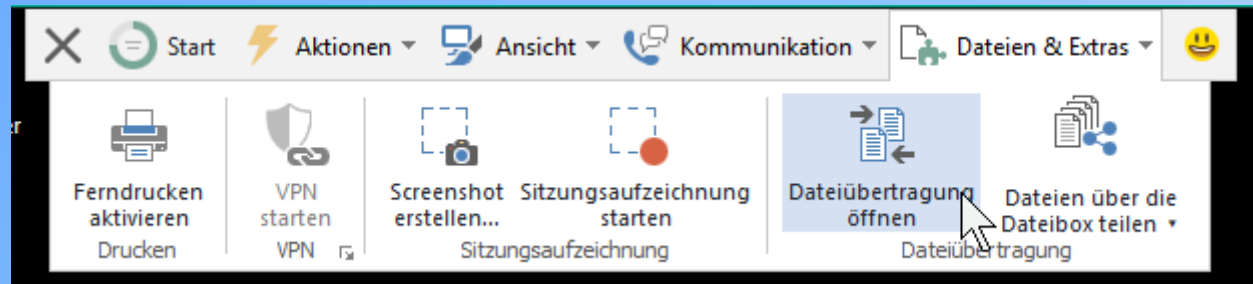 Start Aktionen Ansicht Kommunikation Dateien & Extras
er
Ferndrucken aktivieren
Drucken
VPN starten
VPN
Screenshot erstellen...
Sitzungsaufzeichnung starten
Sitzungsaufzeichnung
Dateiübertragung öffnen
Dateien über die Dateibox teilen
Dateiübertragung